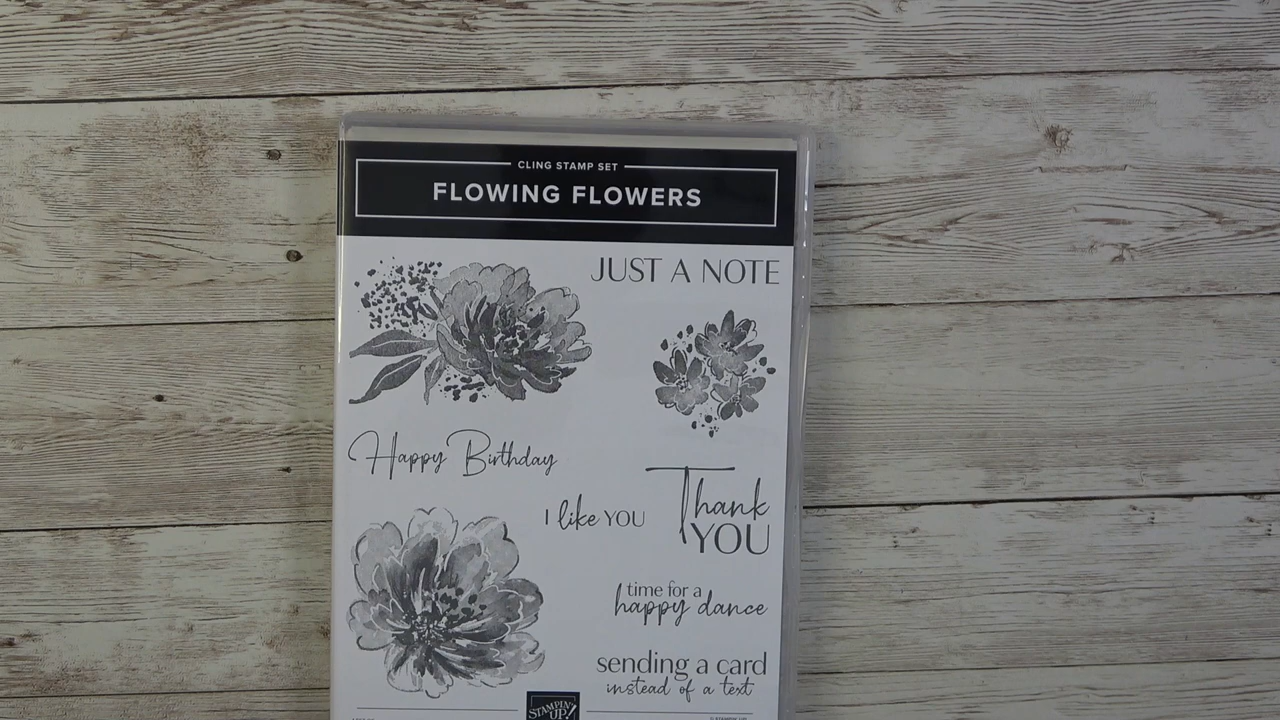 CLING STAMP SET
FLOWING FLOWERS
JUST A NOTE
Happy Birthday
I like YOU
Thank
YOU
time for a
happy dance
sending a card
instead of a text
STAMPIN'
UP!